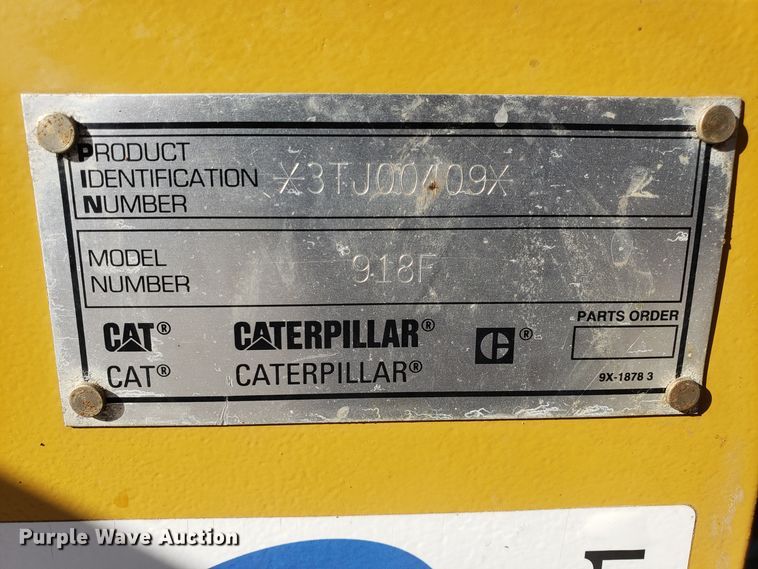 PRODUCT
IDENTIFICATION
NUMBER
X3TJ00409X
MODEL
NUMBER
918F
CAT® CATERPILLAR® ®
CAT® CATERPILLAR®
PARTS ORDER
9X-1878 3
Purple Wave Auction